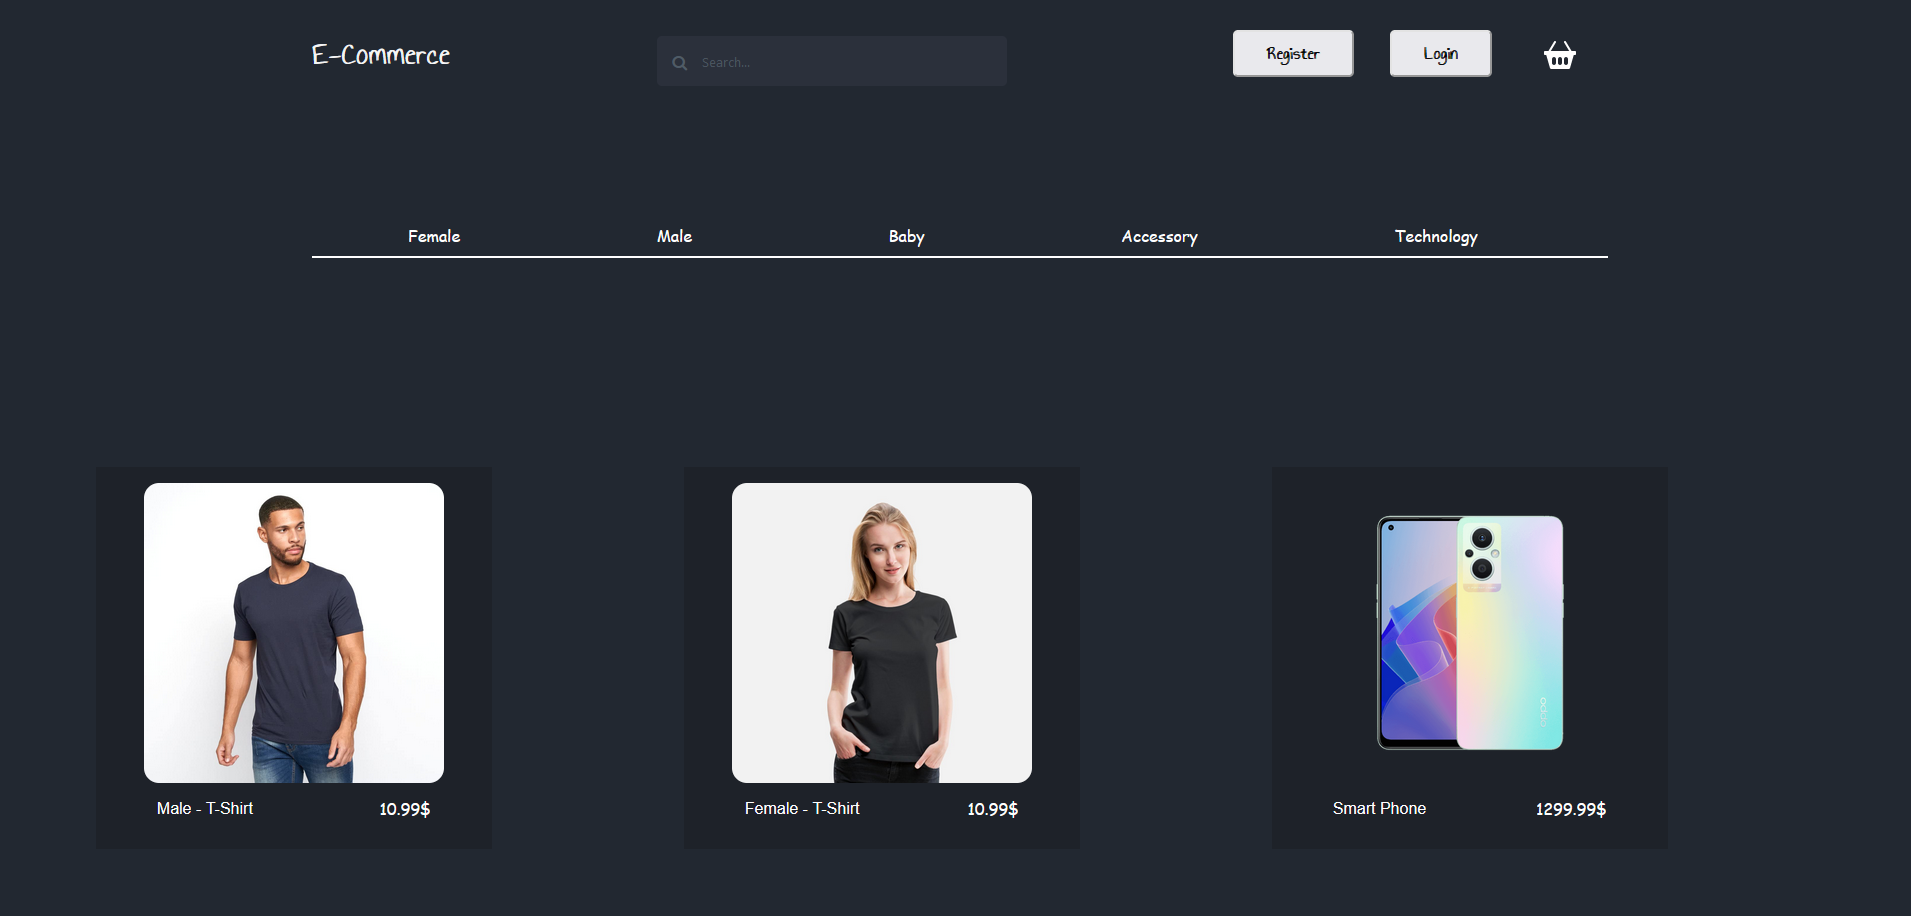 E-Commerce
Search...
Register
Login
Female Male Baby Accessory Technology
oppo
Male - T-Shirt 10.99$
Female - T-Shirt 10.99$
Smart Phone 1299.99$